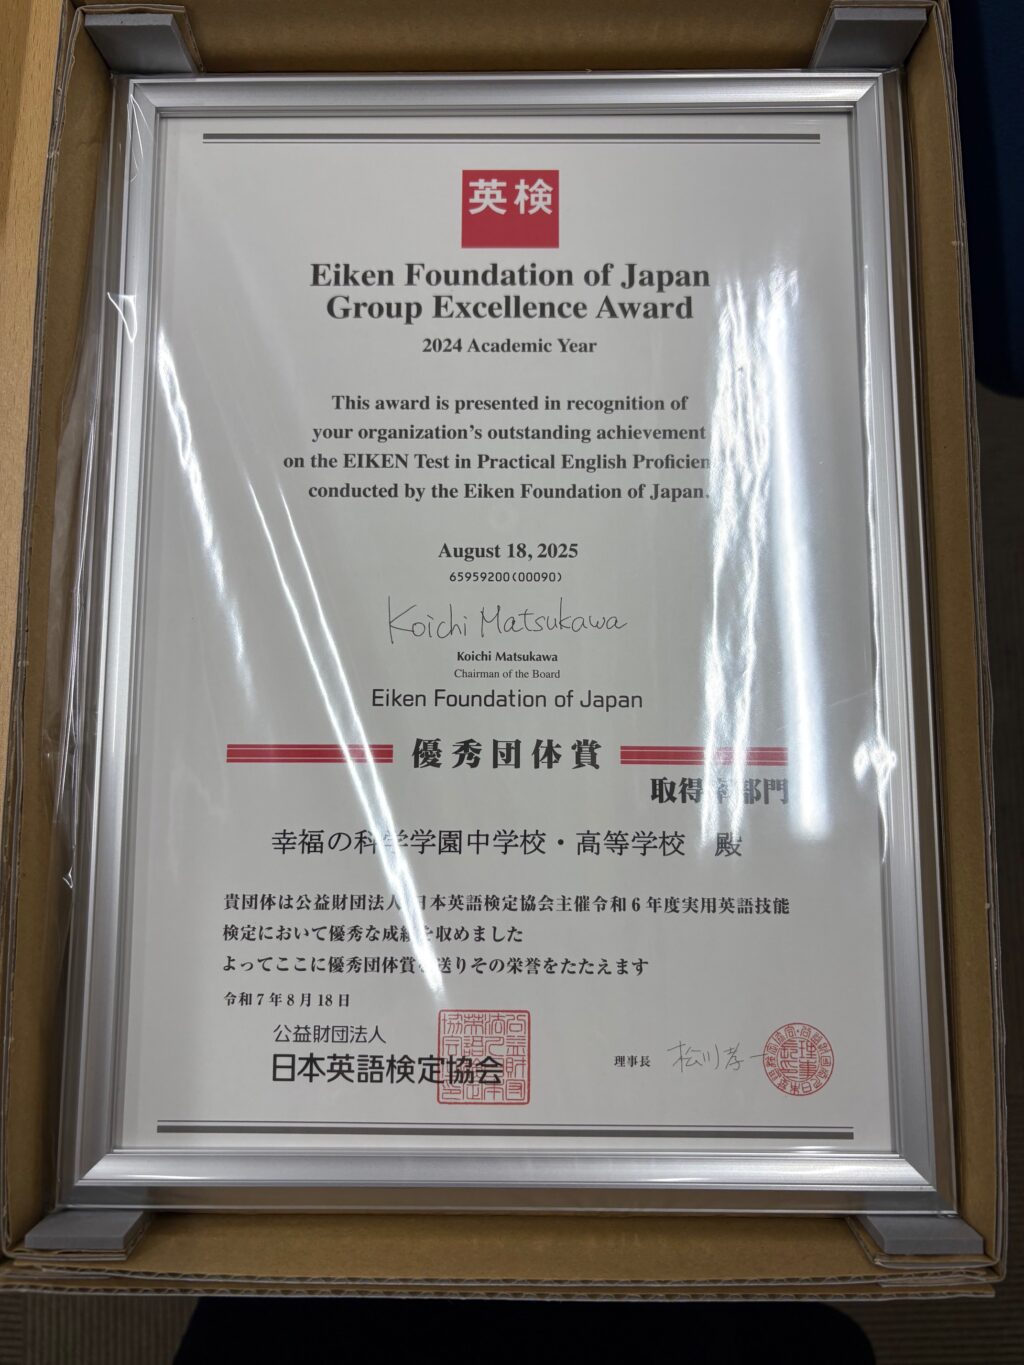 英検
Eiken Foundation of Japan
Group Excellence Award
2024 Academic Year
This award is presented in recognition of
your organization's outstanding achievement
on the EIKEN Test in Practical English Proficien
conducted by the Eiken Foundation of Japan.
August 18, 2025
65959200(00090)
Koichi Matsukawa
Koichi Matsukawa
Chairman of the Board
Eiken Foundation of Japan
優秀団体賞
取得率部門
幸福の科学学園中学校・高等学校 殿
貴団体は公益財団法人 日本英語検定協会主催令和6年度実用英語技能
検定において優秀な成績を収めました
よってここに優秀団体賞を送りその栄誉をたたえます
令和7年8月18日
公益財団法人
日本英語検定協会
理事長 松川孝一